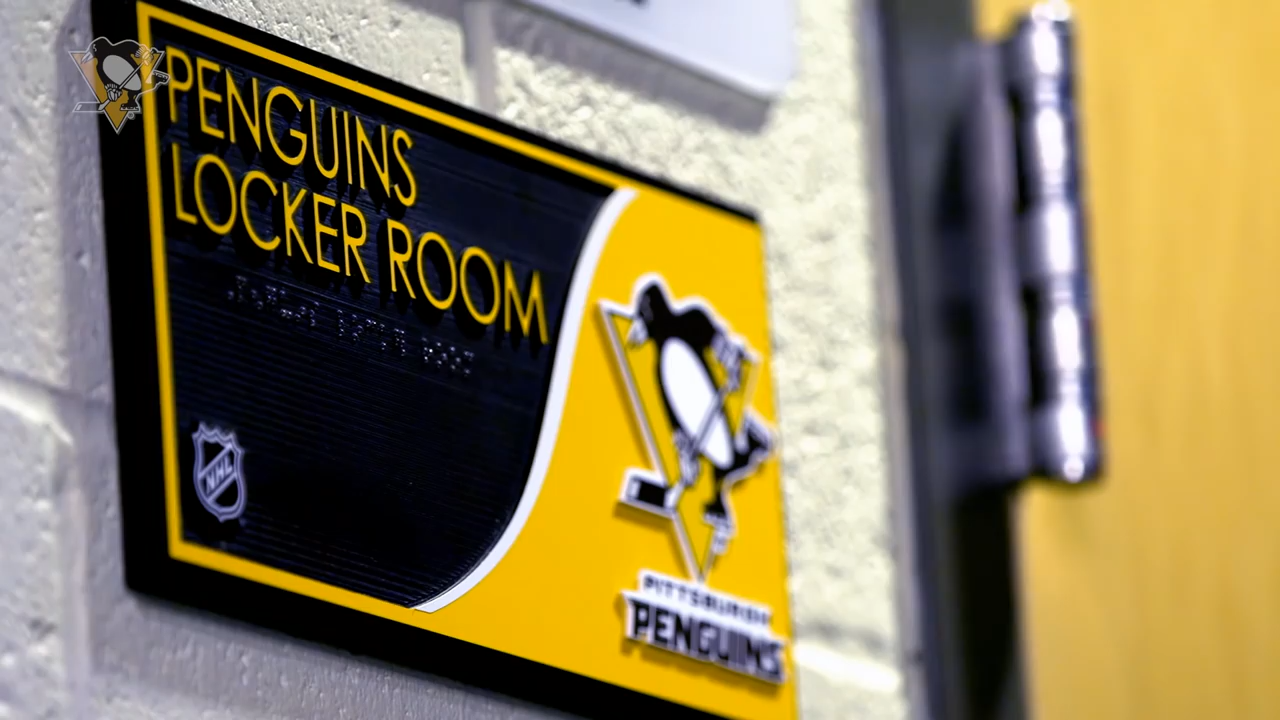 PENGUINS
LOCKER ROOM
NHL
PITTSBURGH
PENGUINS